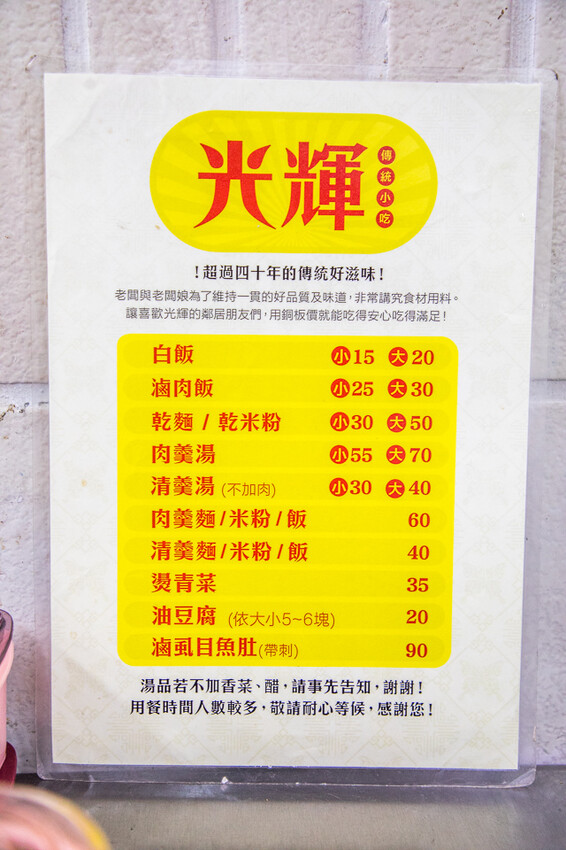 光輝 傳統小吃
！超過四十年的傳統好滋味！
老闆與老闆娘為了維持一貫的好品質及味道，非常講究食材用料。
讓喜歡光輝的鄰居朋友們，用銅板價就能吃得安心吃得滿足！
白飯 小15 大20
滷肉飯 小25 大30
乾麵 / 乾米粉 小30 大50
肉羹湯 小55 大70
清羹湯 (不加肉) 小30 大40
肉羹麵/米粉/飯 60
清羹麵/米粉/飯 40
燙青菜 35
油豆腐 (依大小5~6塊) 20
滷虱目魚肚(帶刺) 90
湯品若不加香菜、醋，請事先告知，謝謝！
用餐時間人數較多，敬請耐心等候，感謝您！